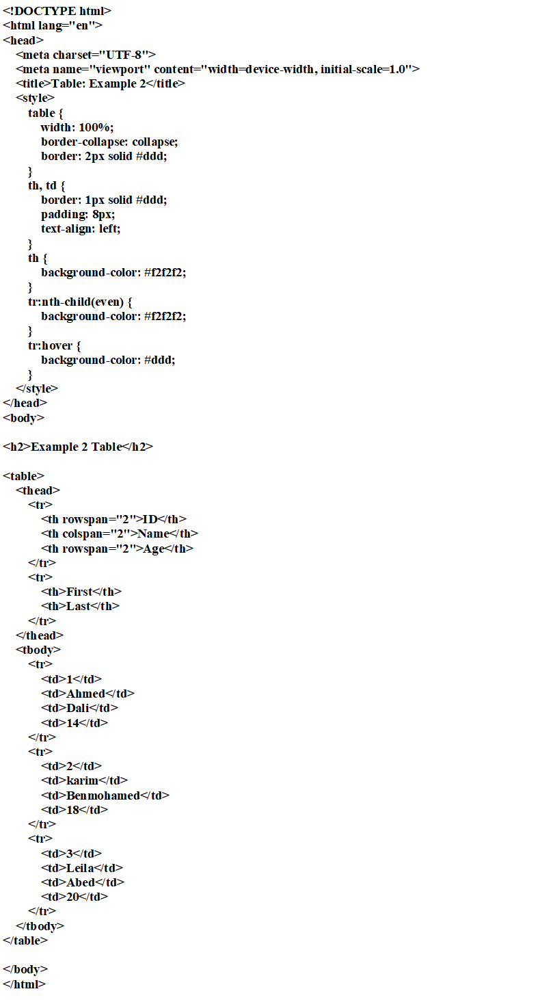 <!DOCTYPE html>
<html lang="en">
<head>
    <meta charset="UTF-8">
    <meta name="viewport" content="width=device-width, initial-scale=1.0">
    <title>Table: Example 2</title>
    <style>
        table {
            width: 100%;
            border-collapse: collapse;
            border: 2px solid #ddd;
        }
        th, td {
            border: 1px solid #ddd;
            padding: 8px;
            text-align: left;
        }
        th {
            background-color: #f2f2f2;
        }
        tr:nth-child(even) {
            background-color: #f2f2f2;
        }
        tr:hover {
            background-color: #ddd;
        }
    </style>
</head>
<body>

<h2>Example 2 Table</h2>

<table>
    <thead>
        <tr>
            <th rowspan="2">ID</th>
            <th colspan="2">Name</th>
            <th rowspan="2">Age</th>
        </tr>
        <tr>
            <th>First</th>
            <th>Last</th>
        </tr>
    </thead>
    <tbody>
        <tr>
            <td>1</td>
            <td>Ahmed</td>
            <td>Dali</td>
            <td>14</td>
        </tr>
        <tr>
            <td>2</td>
            <td>karim</td>
            <td>Benmohamed</td>
            <td>18</td>
        </tr>
        <tr>
            <td>3</td>
            <td>Leila</td>
            <td>Abed</td>
            <td>20</td>
        </tr>
    </tbody>
</table>

</body>
</html>